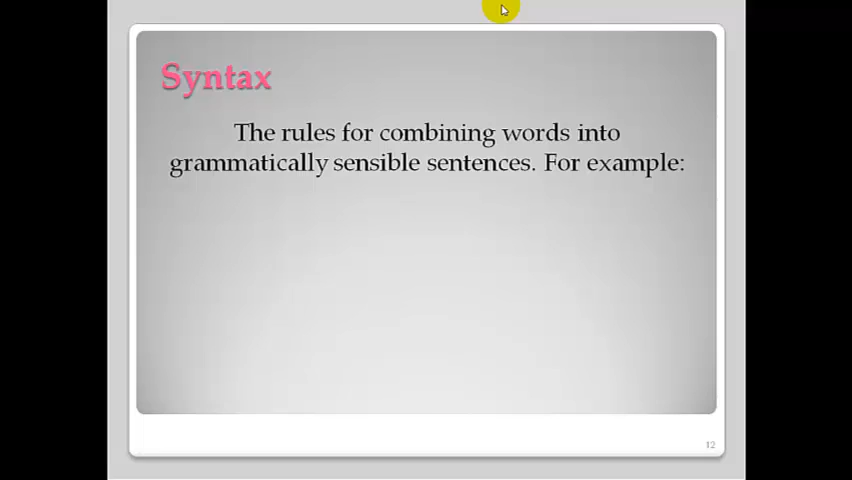 Syntax
The rules for combining words into
grammatically sensible sentences. For example:
12